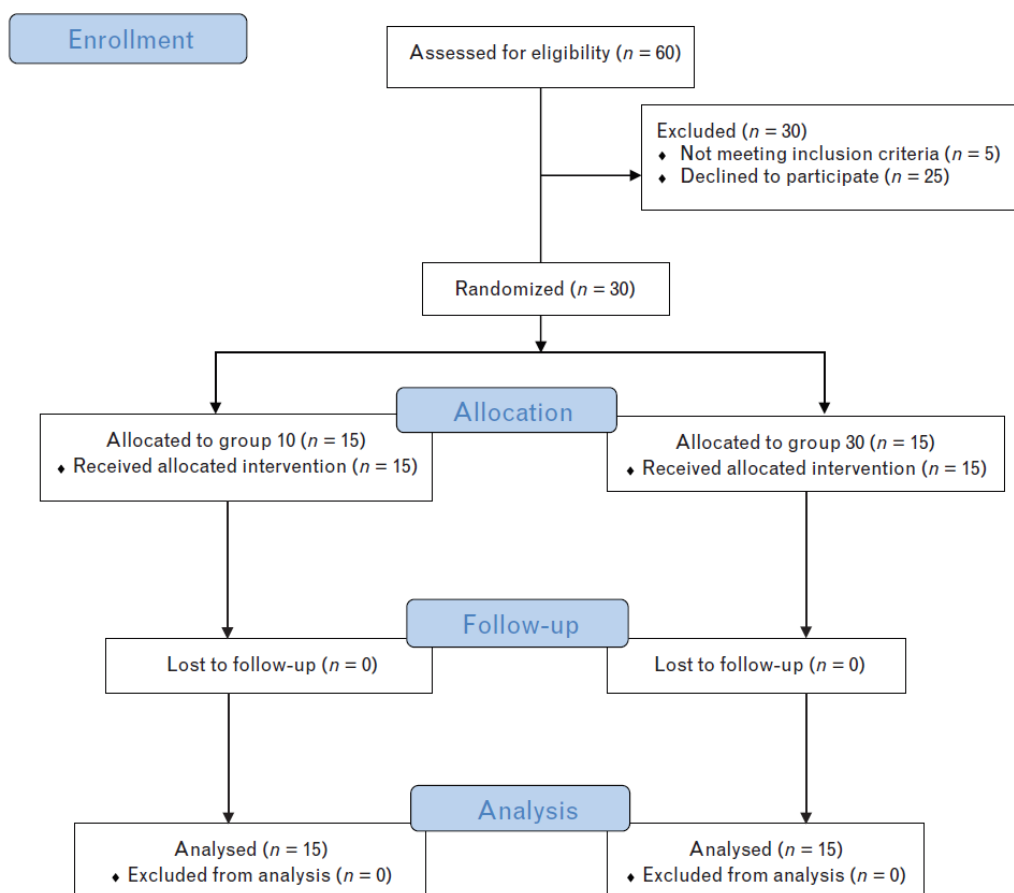 Enrollment
Assessed for eligibility (n = 60)
Excluded (n = 30)
♦ Not meeting inclusion criteria (n = 5)
♦ Declined to participate (n = 25)
Randomized (n = 30)
Allocation
Allocated to group 10 (n = 15)
♦ Received allocated intervention (n = 15)
Allocated to group 30 (n = 15)
♦ Received allocated intervention (n = 15)
Follow-up
Lost to follow-up (n = 0)
Lost to follow-up (n = 0)
Analysis
Analysed (n = 15)
♦ Excluded from analysis (n = 0)
Analysed (n = 15)
♦ Excluded from analysis (n = 0)